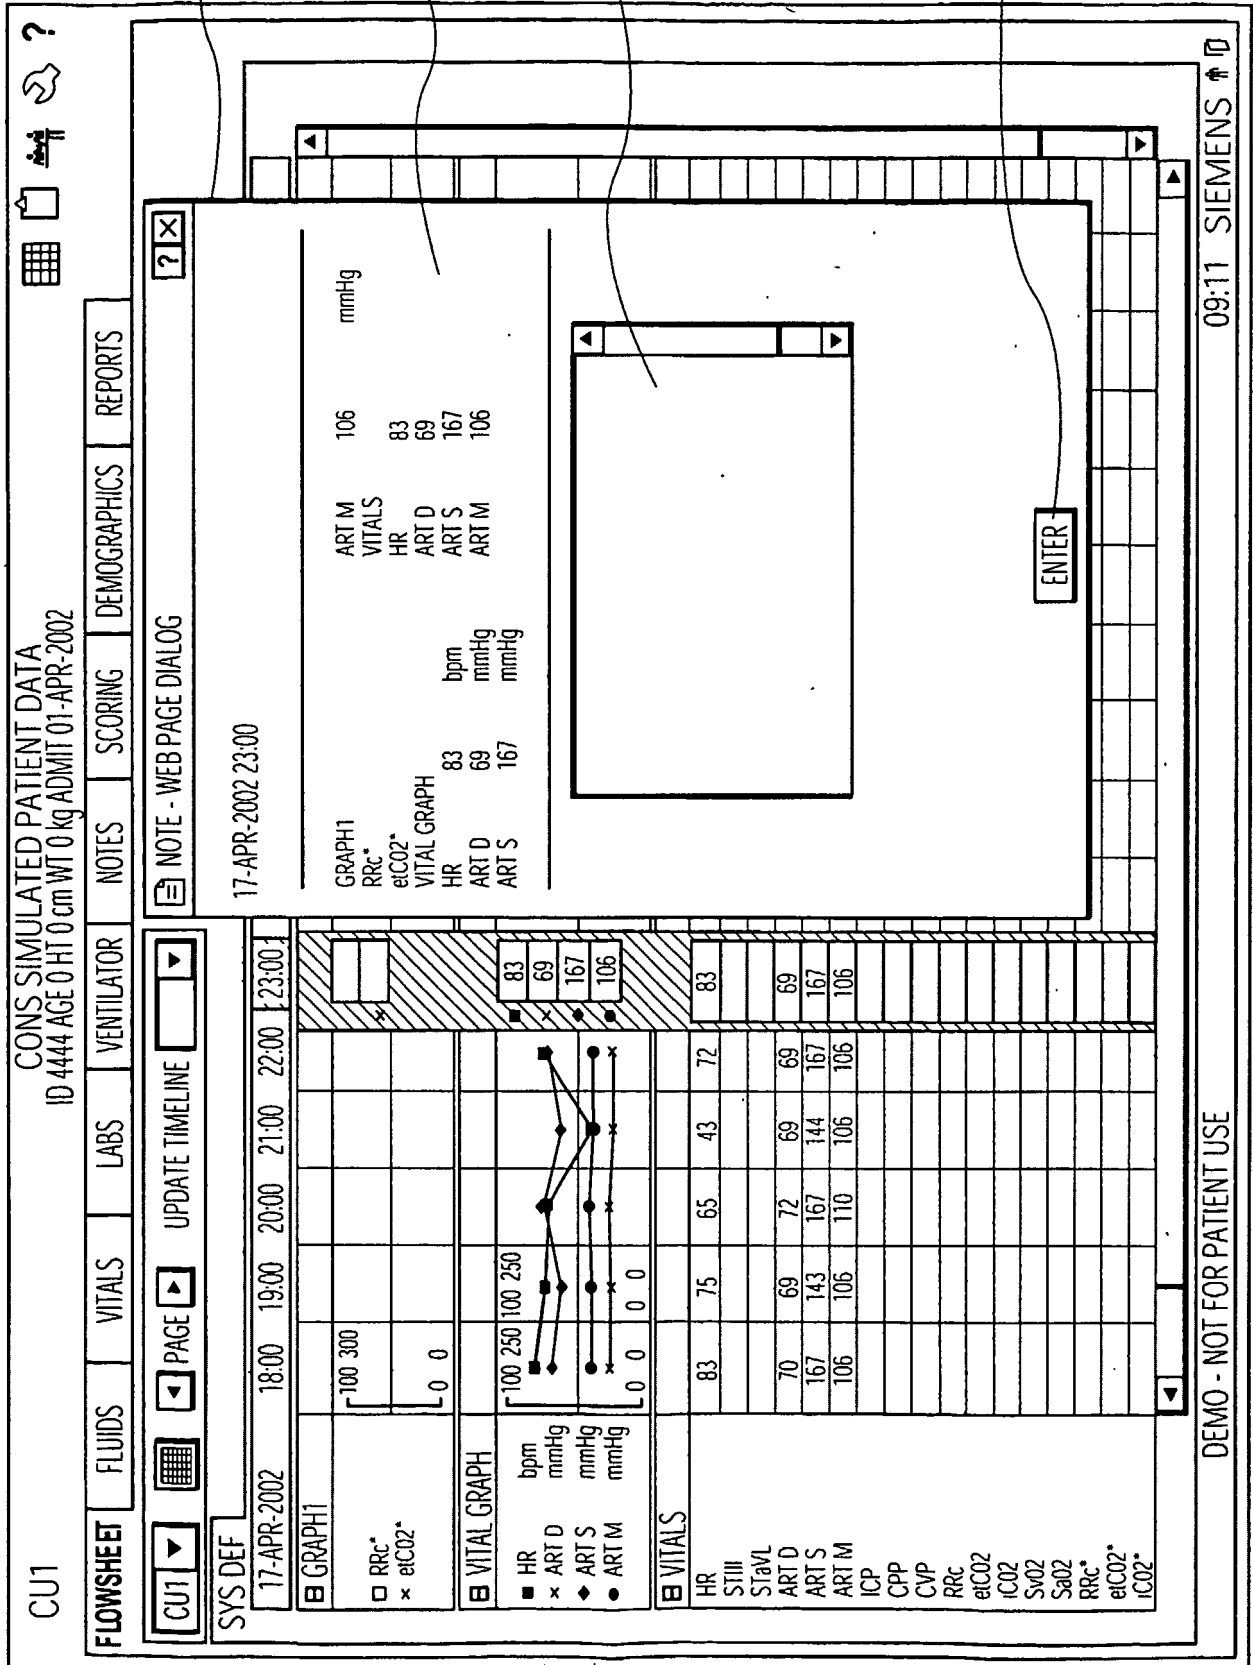 CU1
CONS SIMULATED PATIENT DATA
ID 4444 AGE 0 HT 0 cm WT 0 kg ADMIT 01-APR-2002
?
FLOWSHEET FLUIDS VITALS LABS VENTILATOR NOTES SCORING DEMOGRAPHICS REPORTS
CU1 PAGE UPDATE TIMELINE
SYS DEF
17-APR-2002 18:00 19:00 20:00 21:00 22:00 23:00
GRAPH1
RRc* 100 300
etCO2* 0 0
VITAL GRAPH
100 250 100 250
HR bpm 83
ART D mmHg 69
ART S mmHg 167
ART M mmHg 106
0 0 0 0
VITALS
HR 83 75 65 43 72 83
STIII
STaVL
ART D 70 69 72 69 69 69
ART S 167 143 167 144 167 167
ART M 106 106 110 106 106 106
ICP
CPP
CVP
RRc
etCO2
iCO2
SvO2
SaO2
RRc*
etCO2*
iCO2*
NOTE - WEB PAGE DIALOG ? X
17-APR-2002 23:00
GRAPH1 ART M 106 mmHg
RRc* VITALS
etCO2* HR 83
VITAL GRAPH ART D 69
HR 83 bpm ART S 167
ART D 69 mmHg ART M 106
ART S 167 mmHg
ENTER
DEMO - NOT FOR PATIENT USE 09:11 SIEMENS